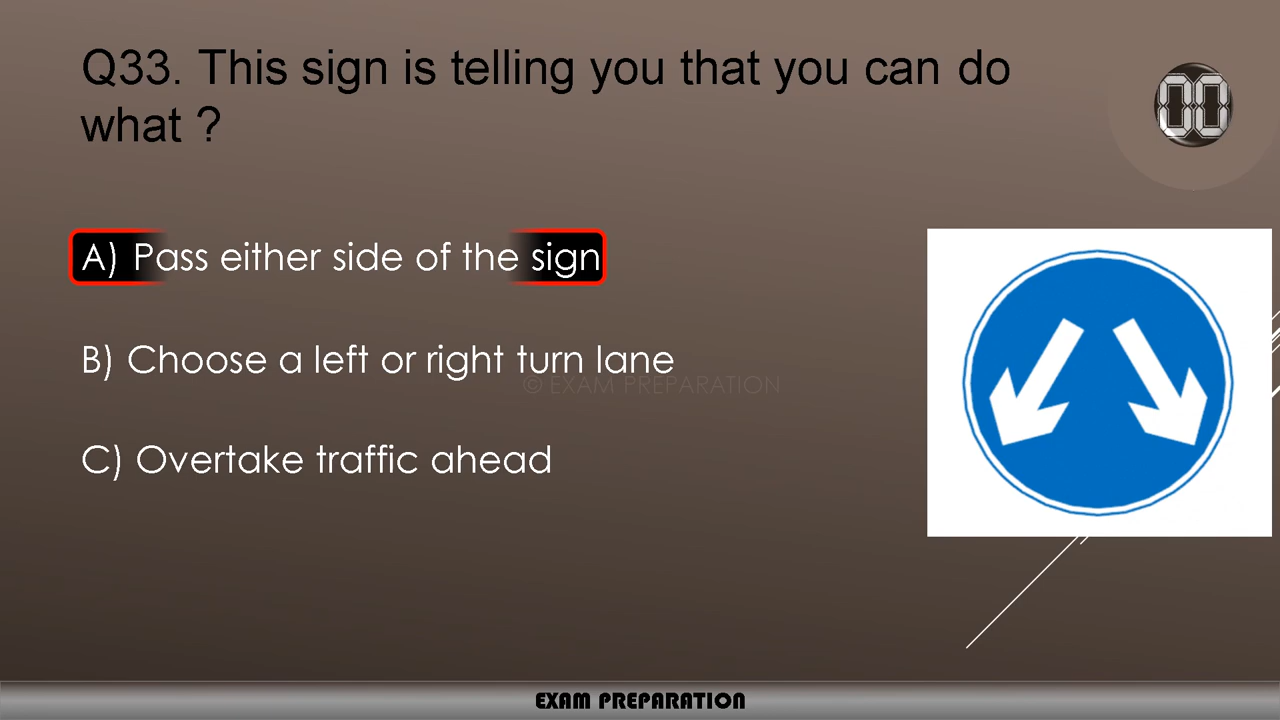 Q33. This sign is telling you that you can do
what ?
00
A) Pass either side of the sign
B) Choose a left or right turn lane
© EXAM PREPARATION
C) Overtake traffic ahead
EXAM PREPARATION